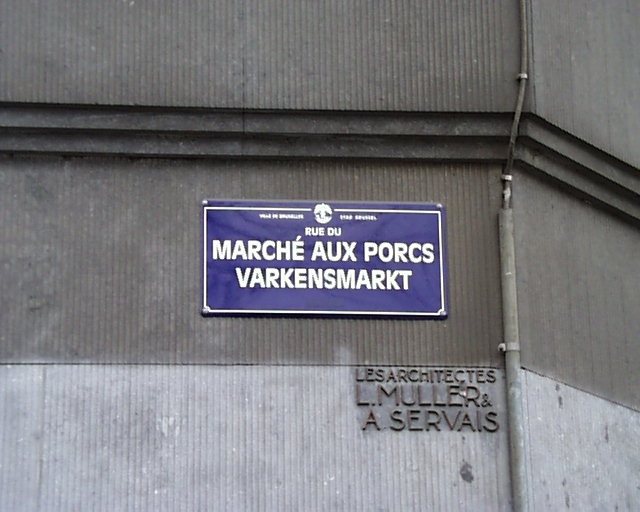 VILLE DE BRUXELLES STAD BRUSSEL
RUE DU
MARCHÉ AUX PORCS
VARKENSMARKT
LES ARCHITECTES
L. MULLER &
A SERVAIS